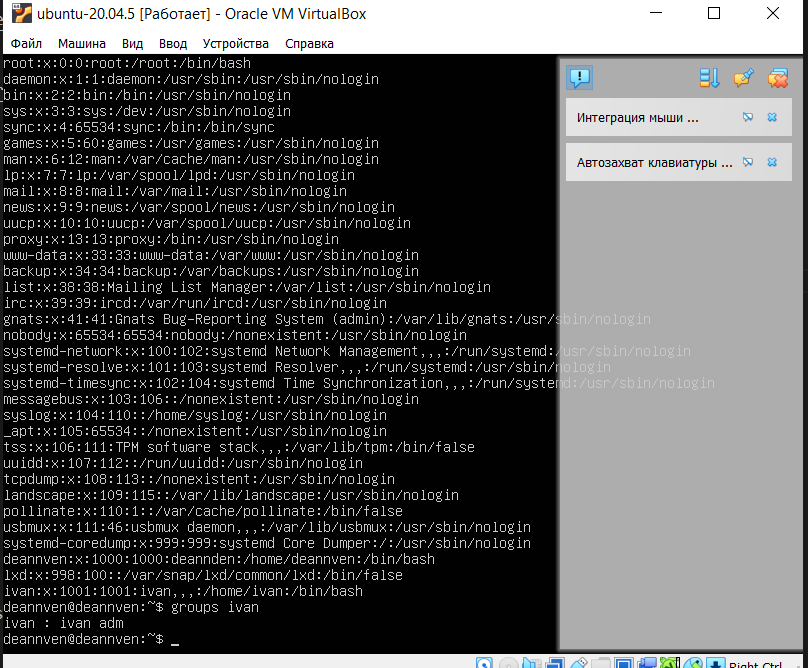 ubuntu-20.04.5 [Работает] - Oracle VM VirtualBox
Файл Машина Вид Ввод Устройства Справка
root:x:0:0:root:/root:/bin/bash
daemon:x:1:1:daemon:/usr/sbin:/usr/sbin/nologin
bin:x:2:2:bin:/bin:/usr/sbin/nologin
sys:x:3:3:sys:/dev:/usr/sbin/nologin
sync:x:4:65534:sync:/bin:/bin/sync
games:x:5:60:games:/usr/games:/usr/sbin/nologin
man:x:6:12:man:/var/cache/man:/usr/sbin/nologin
lp:x:7:7:lp:/var/spool/lpd:/usr/sbin/nologin
mail:x:8:8:mail:/var/mail:/usr/sbin/nologin
news:x:9:9:news:/var/spool/news:/usr/sbin/nologin
uucp:x:10:10:uucp:/var/spool/uucp:/usr/sbin/nologin
proxy:x:13:13:proxy:/bin:/usr/sbin/nologin
www-data:x:33:33:www-data:/var/www:/usr/sbin/nologin
backup:x:34:34:backup:/var/backups:/usr/sbin/nologin
list:x:38:38:Mailing List Manager:/var/list:/usr/sbin/nologin
irc:x:39:39:ircd:/var/run/ircd:/usr/sbin/nologin
gnats:x:41:41:Gnats Bug-Reporting System (admin):/var/lib/gnats:/usr/sbin/nologin
nobody:x:65534:65534:nobody:/nonexistent:/usr/sbin/nologin
systemd-network:x:100:102:systemd Network Management,,,:/run/systemd:/usr/sbin/nologin
systemd-resolve:x:101:103:systemd Resolver,,,:/run/systemd:/usr/sbin/nologin
systemd-timesync:x:102:104:systemd Time Synchronization,,,:/run/systemd:/usr/sbin/nologin
messagebus:x:103:106::/nonexistent:/usr/sbin/nologin
syslog:x:104:110::/home/syslog:/usr/sbin/nologin
_apt:x:105:65534::/nonexistent:/usr/sbin/nologin
tss:x:106:111:TPM software stack,,,:/var/lib/tpm:/bin/false
uuidd:x:107:112::/run/uuidd:/usr/sbin/nologin
tcpdump:x:108:113::/nonexistent:/usr/sbin/nologin
landscape:x:109:115::/var/lib/landscape:/usr/sbin/nologin
pollinate:x:110:1::/var/cache/pollinate:/bin/false
usbmux:x:111:46:usbmux daemon,,,:/var/lib/usbmux:/usr/sbin/nologin
systemd-coredump:x:999:999:systemd Core Dumper:/:/usr/sbin/nologin
deannven:x:1000:1000:deannden:/home/deannven:/bin/bash
lxd:x:998:100::/var/snap/lxd/common/lxd:/bin/false
ivan:x:1001:1001:ivan,,,:/home/ivan:/bin/bash
deannven@deannven:~$ groups ivan
ivan : ivan adm
deannven@deannven:~$ _
Интеграция мыши ...
Автозахват клавиатуры ...
Right Ctrl